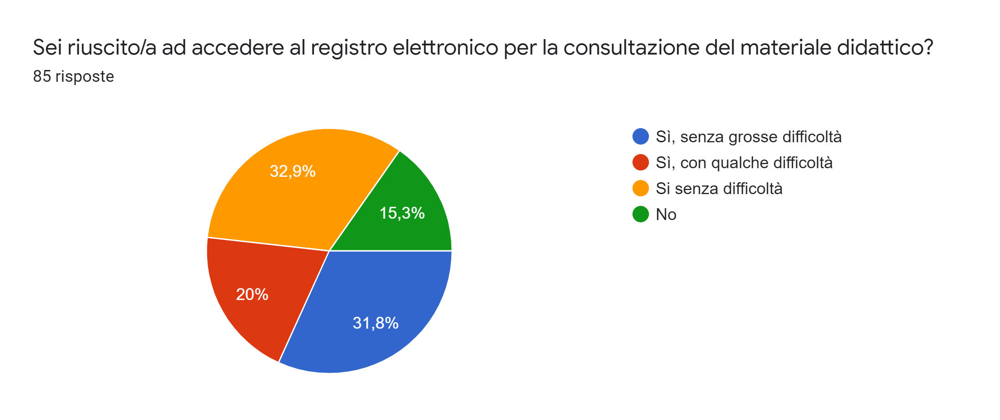 Sei riuscito/a ad accedere al registro elettronico per la consultazione del materiale didattico?
85 risposte
Sì, senza grosse difficoltà
Sì, con qualche difficoltà
Si senza difficoltà
No
32,9%
15,3%
20%
31,8%